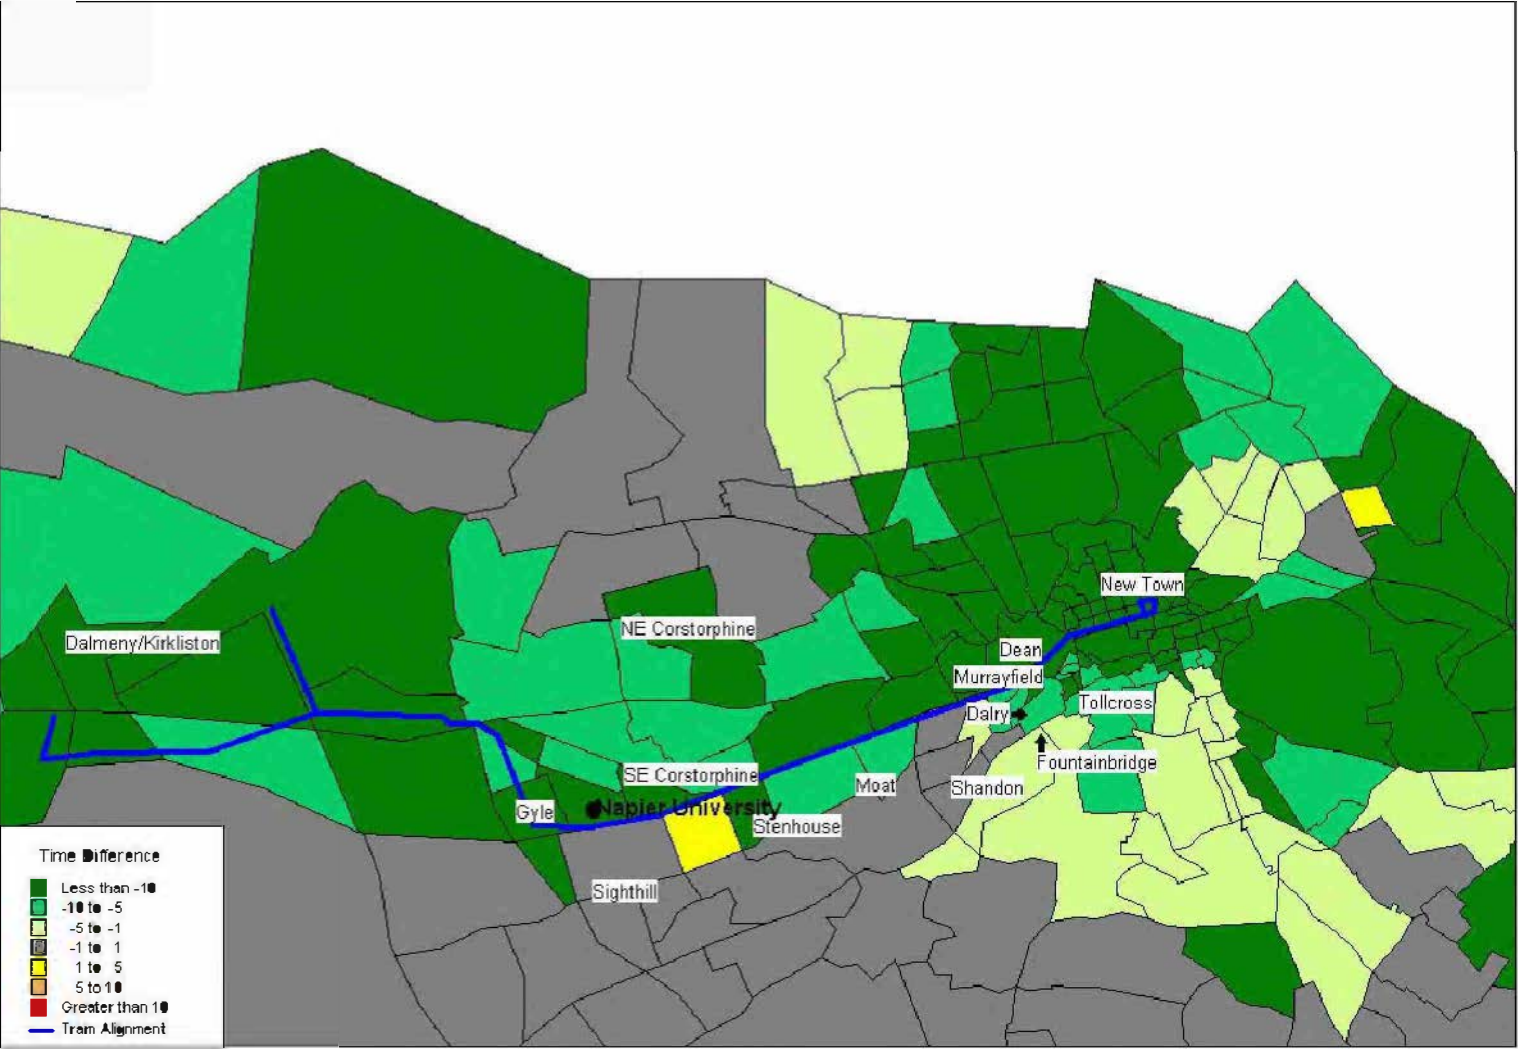 New Town
Dalmeny/Kirkliston
NE Corstorphine
Dean
Murrayfield
Tollcross
Dalry
Fountainbridge
SE Corstorphine
Moat
Shandon
Gyle
Napier University
Stenhouse
Sighthill
Time Difference
Less than -10
-10 to -5
-5 to -1
-1 to 1
1 to 5
5 to 10
Greater than 10
Tram Alignment